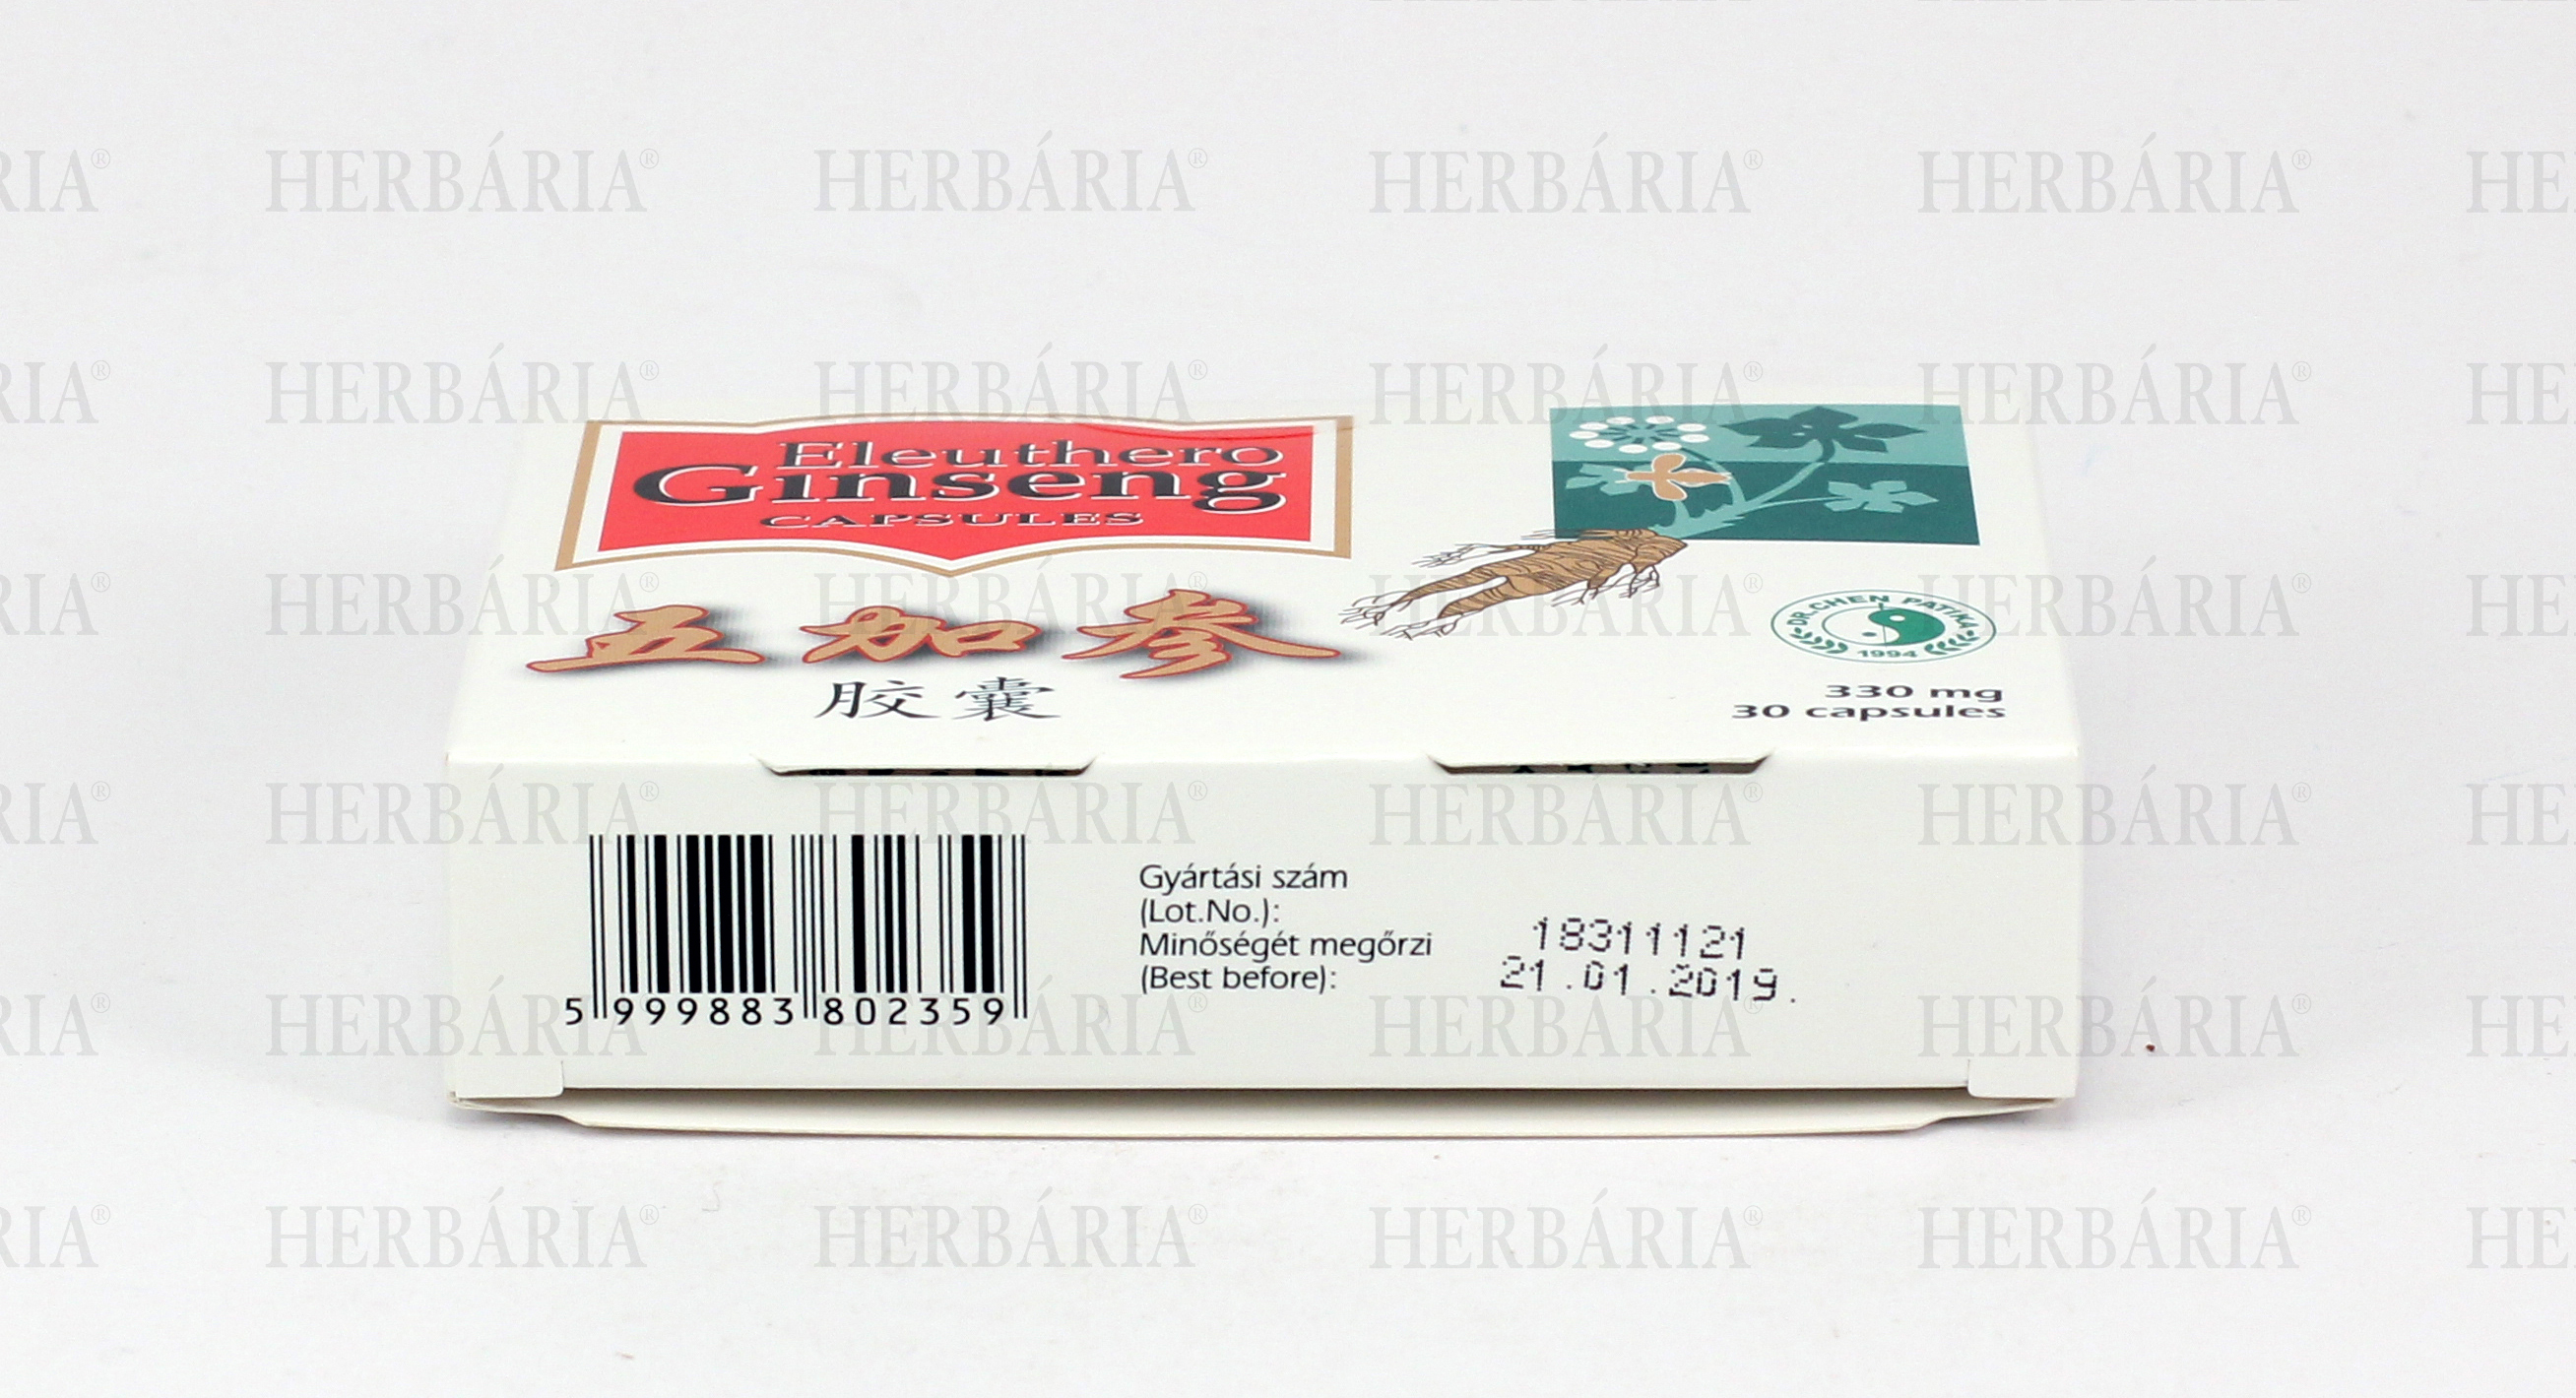 HERBÁRIA®
Eleuthero
Ginseng
CAPSULES
五加参
胶囊
DR.CHEN PATIKA
1994
330 mg
30 capsules
Gyártási szám
(Lot.No.):
Minőségét megőrzi
(Best before):
18311121
21.01.2019.
5 999883 802359